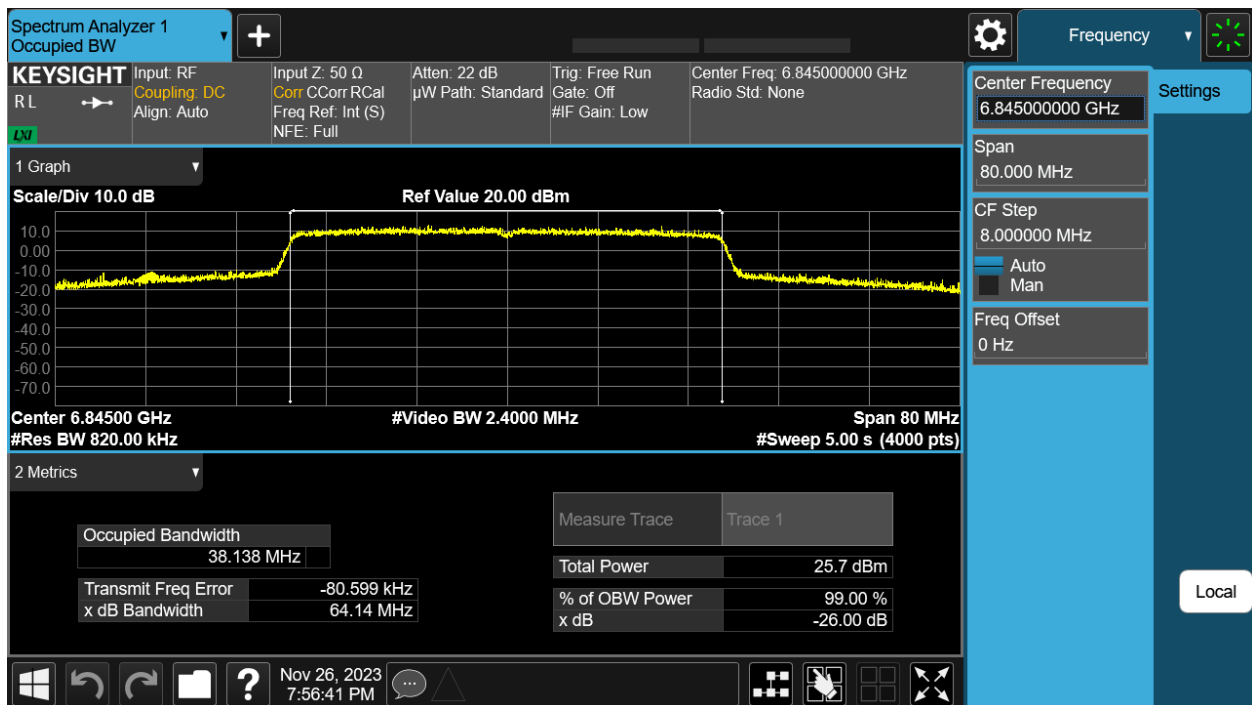 Spectrum Analyzer 1
Occupied BW
Frequency
KEYSIGHT
RL
LXI
Input: RF
Coupling: DC
Align: Auto
Input Z: 50 Ω
Corr CCorr RCal
Freq Ref: Int (S)
NFE: Full
Atten: 22 dB
µW Path: Standard
Trig: Free Run
Gate: Off
#IF Gain: Low
Center Freq: 6.845000000 GHz
Radio Std: None
Center Frequency
6.845000000 GHz
Settings
Span
80.000 MHz
CF Step
8.000000 MHz
Auto
Man
Freq Offset
0 Hz
1 Graph
Scale/Div 10.0 dB
Ref Value 20.00 dBm
10.0
0.00
-10.0
-20.0
-30.0
-40.0
-50.0
-60.0
-70.0
Center 6.84500 GHz
#Video BW 2.4000 MHz
Span 80 MHz
#Res BW 820.00 kHz
#Sweep 5.00 s (4000 pts)
2 Metrics
Occupied Bandwidth
38.138 MHz
Transmit Freq Error -80.599 kHz
x dB Bandwidth 64.14 MHz
Measure Trace Trace 1
Total Power 25.7 dBm
% of OBW Power 99.00 %
x dB -26.00 dB
Local
?
Nov 26, 2023
7:56:41 PM